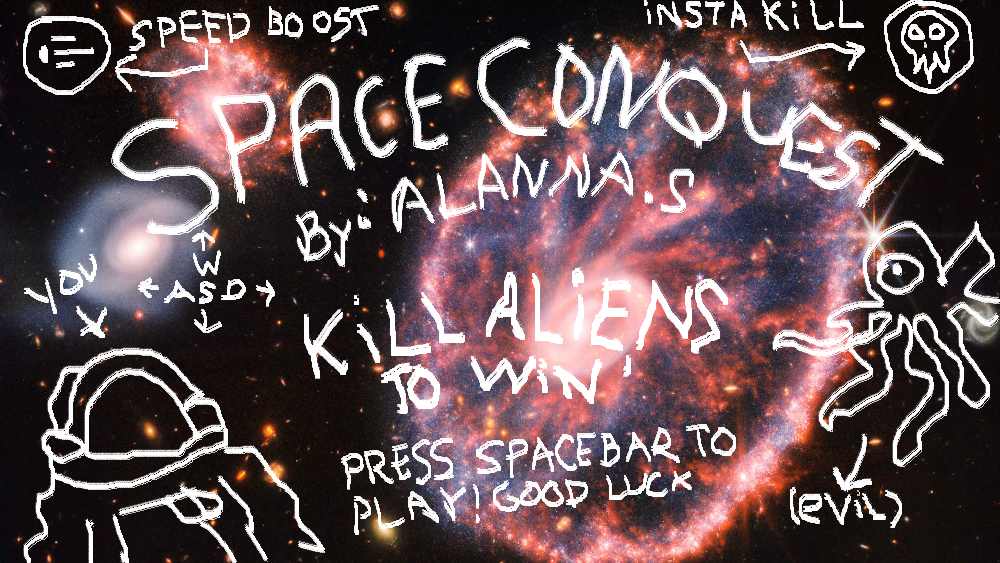 SPEED BOOST
iNSTA KiLL
SPACE CONQUEST
By: ALANNA.S
YOU
W
ASD
KiLL ALiENS
TO WiN!
PRESS SPACEBAR TO
PLAY! GOOD LUCK
(eViL)